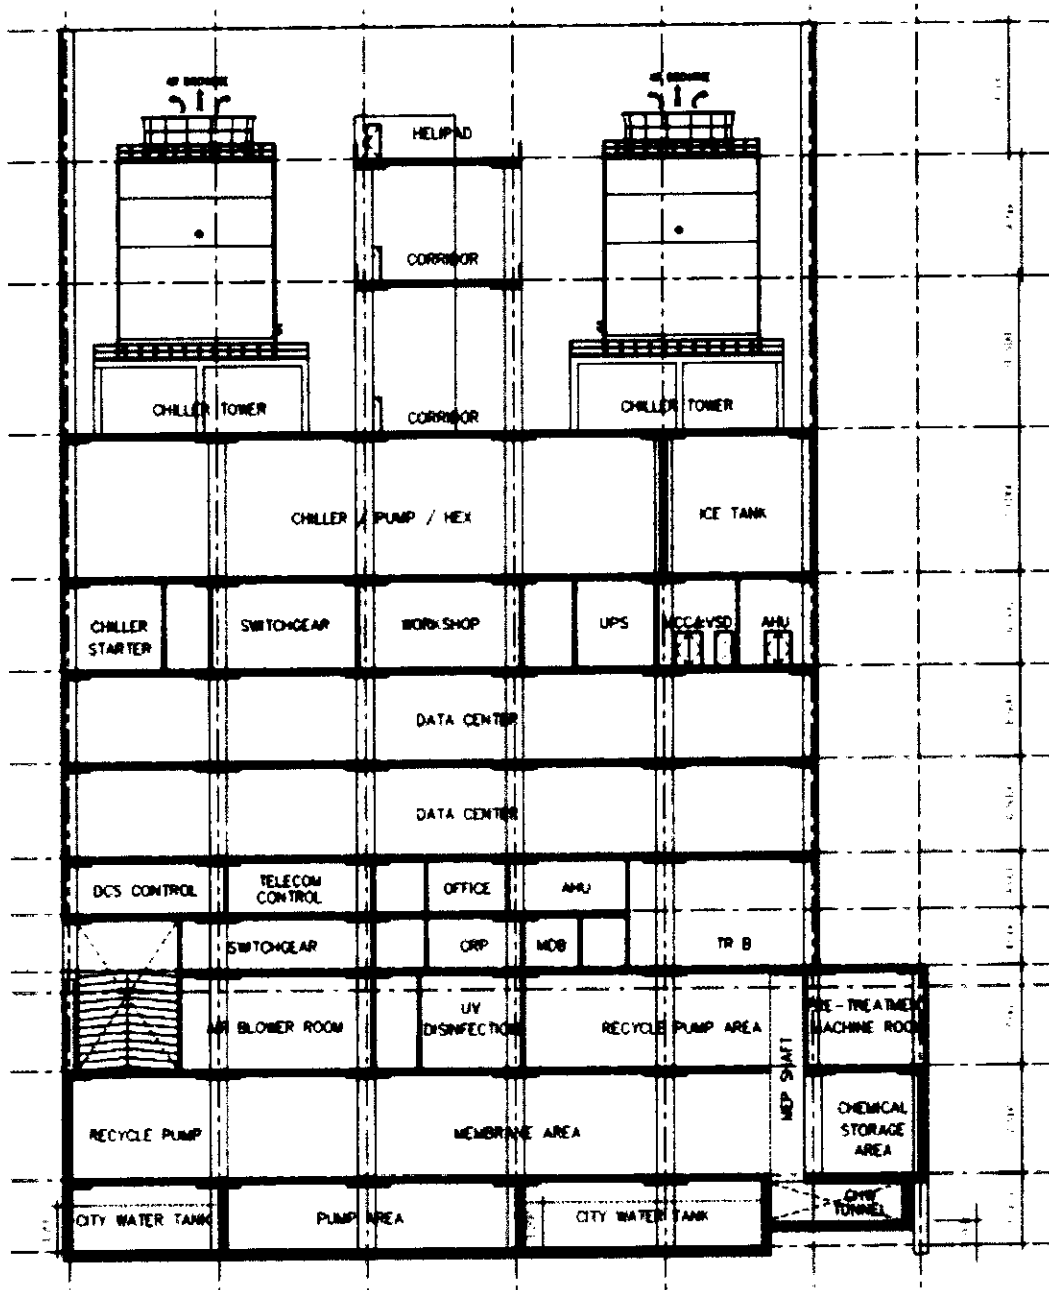 HELIPAD
CORRIDOR
CHILLER TOWER
CORRIDOR
CHILLER TOWER
CHILLER / PUMP / HEX
ICE TANK
CHILLER
STARTER
SWITCHGEAR
WORKSHOP
UPS
MCC&VSD
AHU
DATA CENTER
DATA CENTER
DCS CONTROL
TELECOM
CONTROL
OFFICE
AHU
SWITCHGEAR
CRP
MDB
TR B
AIR BLOWER ROOM
UV
DISINFECTION
RECYCLE PUMP AREA
PRE-TREATMENT
MACHINE ROOM
MEP SHAFT
RECYCLE PUMP
MEMBRANE AREA
CHEMICAL
STORAGE
AREA
CITY WATER TANK
PUMP AREA
CITY WATER TANK
CHW
TUNNEL